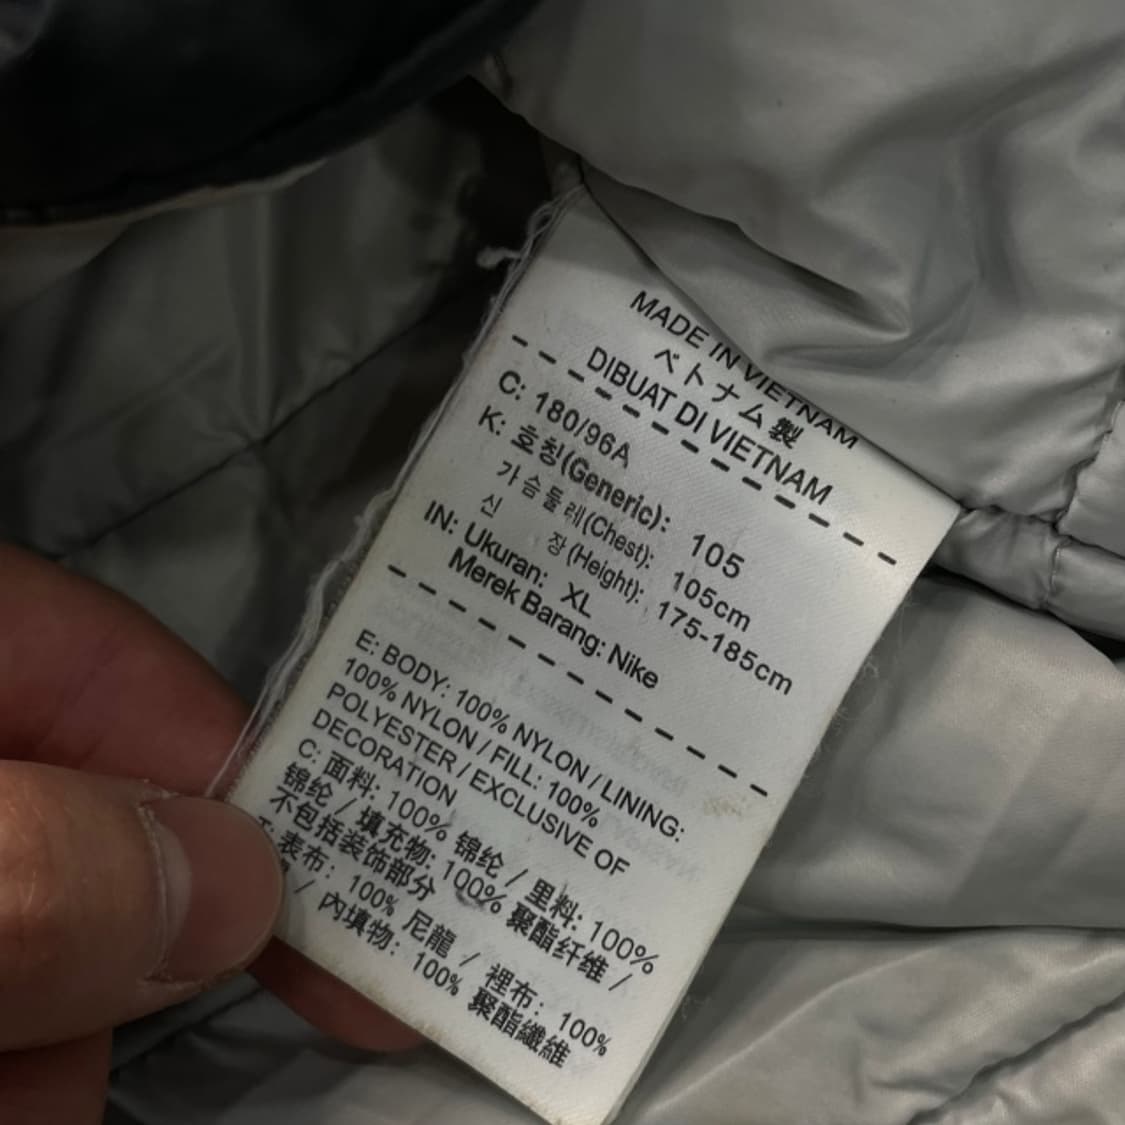 MADE IN VIETNAM
ベトナム製
DIBUAT DI VIETNAM
C: 180/96A
K: 호칭(Generic): 105
가슴둘레(Chest): 105cm
신 장 (Height): 175-185cm
IN: Ukuran: XL
Merek Barang: Nike
E: BODY: 100% NYLON / LINING:
100% NYLON / FILL: 100%
POLYESTER / EXCLUSIVE OF
DECORATION
C: 面料: 100% 锦纶 / 里料: 100%
锦纶 / 填充物: 100% 聚酯纤维 /
不包括装饰部分
T: 表布: 100% 尼龍 / 裡布: 100%
/ 內填物: 100% 聚酯纖維